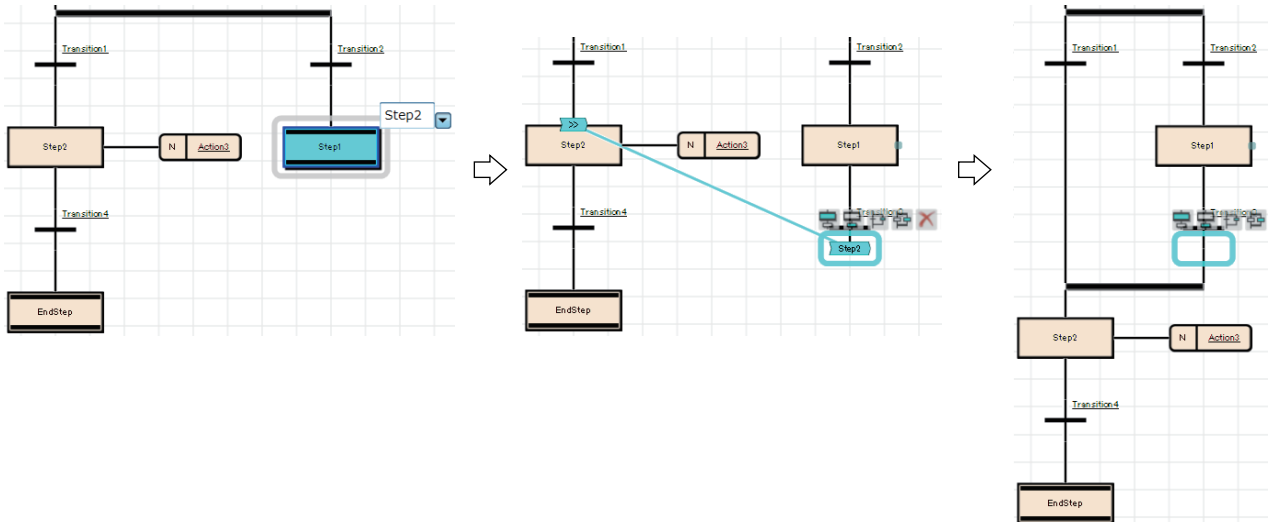 Transition1
Transition2
Step2
Step2
N
Action3
Step1
Transition4
EndStep
Transition1
Transition2
>>
Step2
N
Action3
Step1
Transition4
Step2
EndStep
Transition1
Transition2
Step1
Step2
N
Action3
Transition4
EndStep